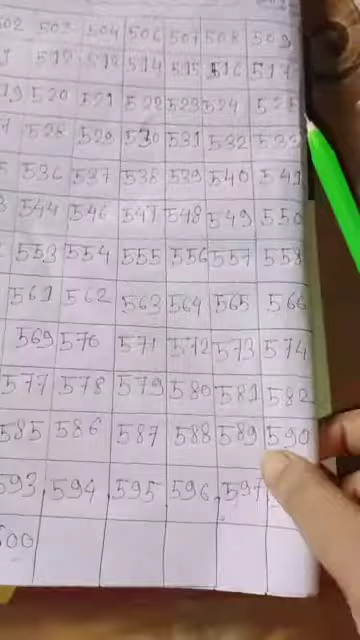 502 503 504 506 507 508 509
512 513 514 515 516 517
519 520 521 522 523 524 525
528 529 530 531 532 533
536 537 538 539 540 541
544 546 547 548 549 550
553 554 555 556 557 558
561 562 563 564 565 566
569 570 571 572 573 574
577 578 579 580 581 582
585 586 587 588 589 590
593 594 595 596 597
600